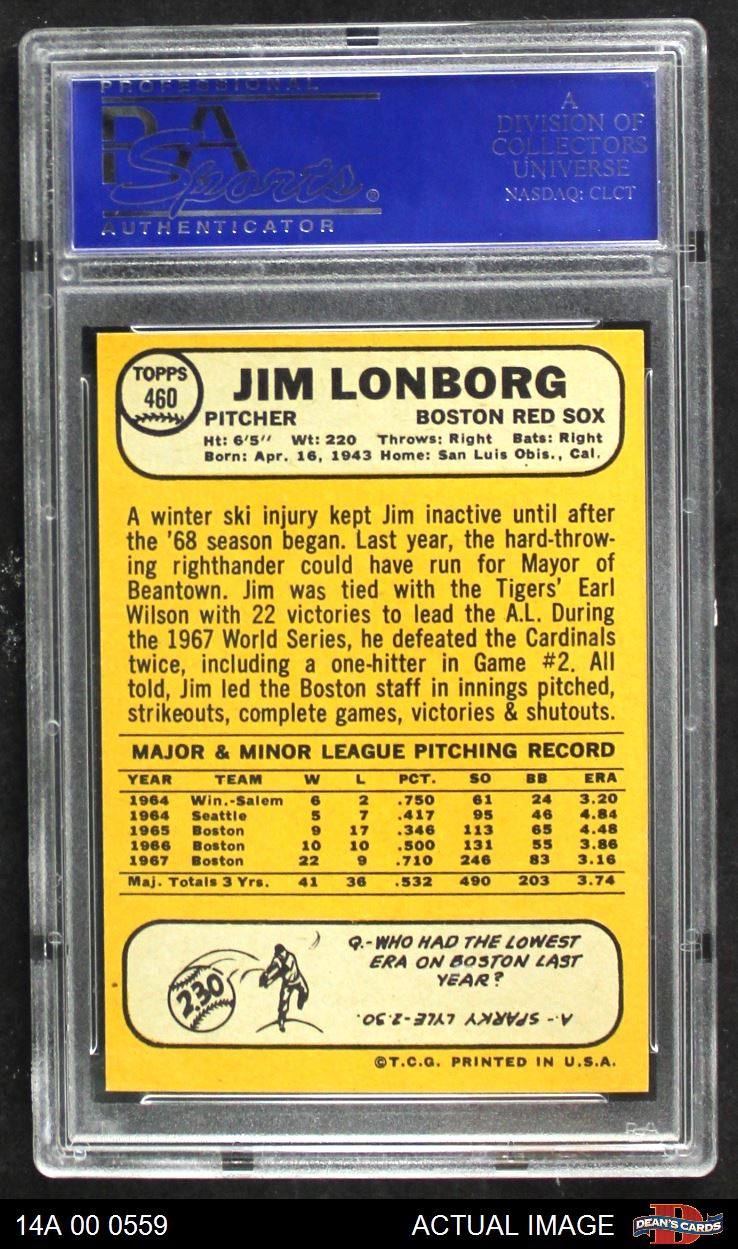 PROFESSIONAL
PSA
Sports®
AUTHENTICATOR
A
DIVISION OF
COLLECTORS
UNIVERSE
NASDAQ: CLCT
TOPPS
460
JIM LONBORG
PITCHER BOSTON RED SOX
Ht: 6'5" Wt: 220 Throws: Right Bats: Right
Born: Apr. 16, 1943 Home: San Luis Obis., Cal.
A winter ski injury kept Jim inactive until after
the '68 season began. Last year, the hard-throw-
ing righthander could have run for Mayor of
Beantown. Jim was tied with the Tigers' Earl
Wilson with 22 victories to lead the A.L. During
the 1967 World Series, he defeated the Cardinals
twice, including a one-hitter in Game #2. All
told, Jim led the Boston staff in innings pitched,
strikeouts, complete games, victories & shutouts.
MAJOR & MINOR LEAGUE PITCHING RECORD
YEAR TEAM W L PCT. SO BB ERA
1964 Win.-Salem 6 2 .750 61 24 3.20
1964 Seattle 5 7 .417 95 46 4.84
1965 Boston 9 17 .346 113 65 4.48
1966 Boston 10 10 .500 131 55 3.86
1967 Boston 22 9 .710 246 83 3.16
Maj. Totals 3 Yrs. 41 36 .532 490 203 3.74
2.30
Q.-WHO HAD THE LOWEST
ERA ON BOSTON LAST
YEAR?
A.-SPARKY LYLE-2.30.
©T.C.G. PRINTED IN U.S.A.
PSA
14A 00 0559 ACTUAL IMAGE
DEAN'S CARDS